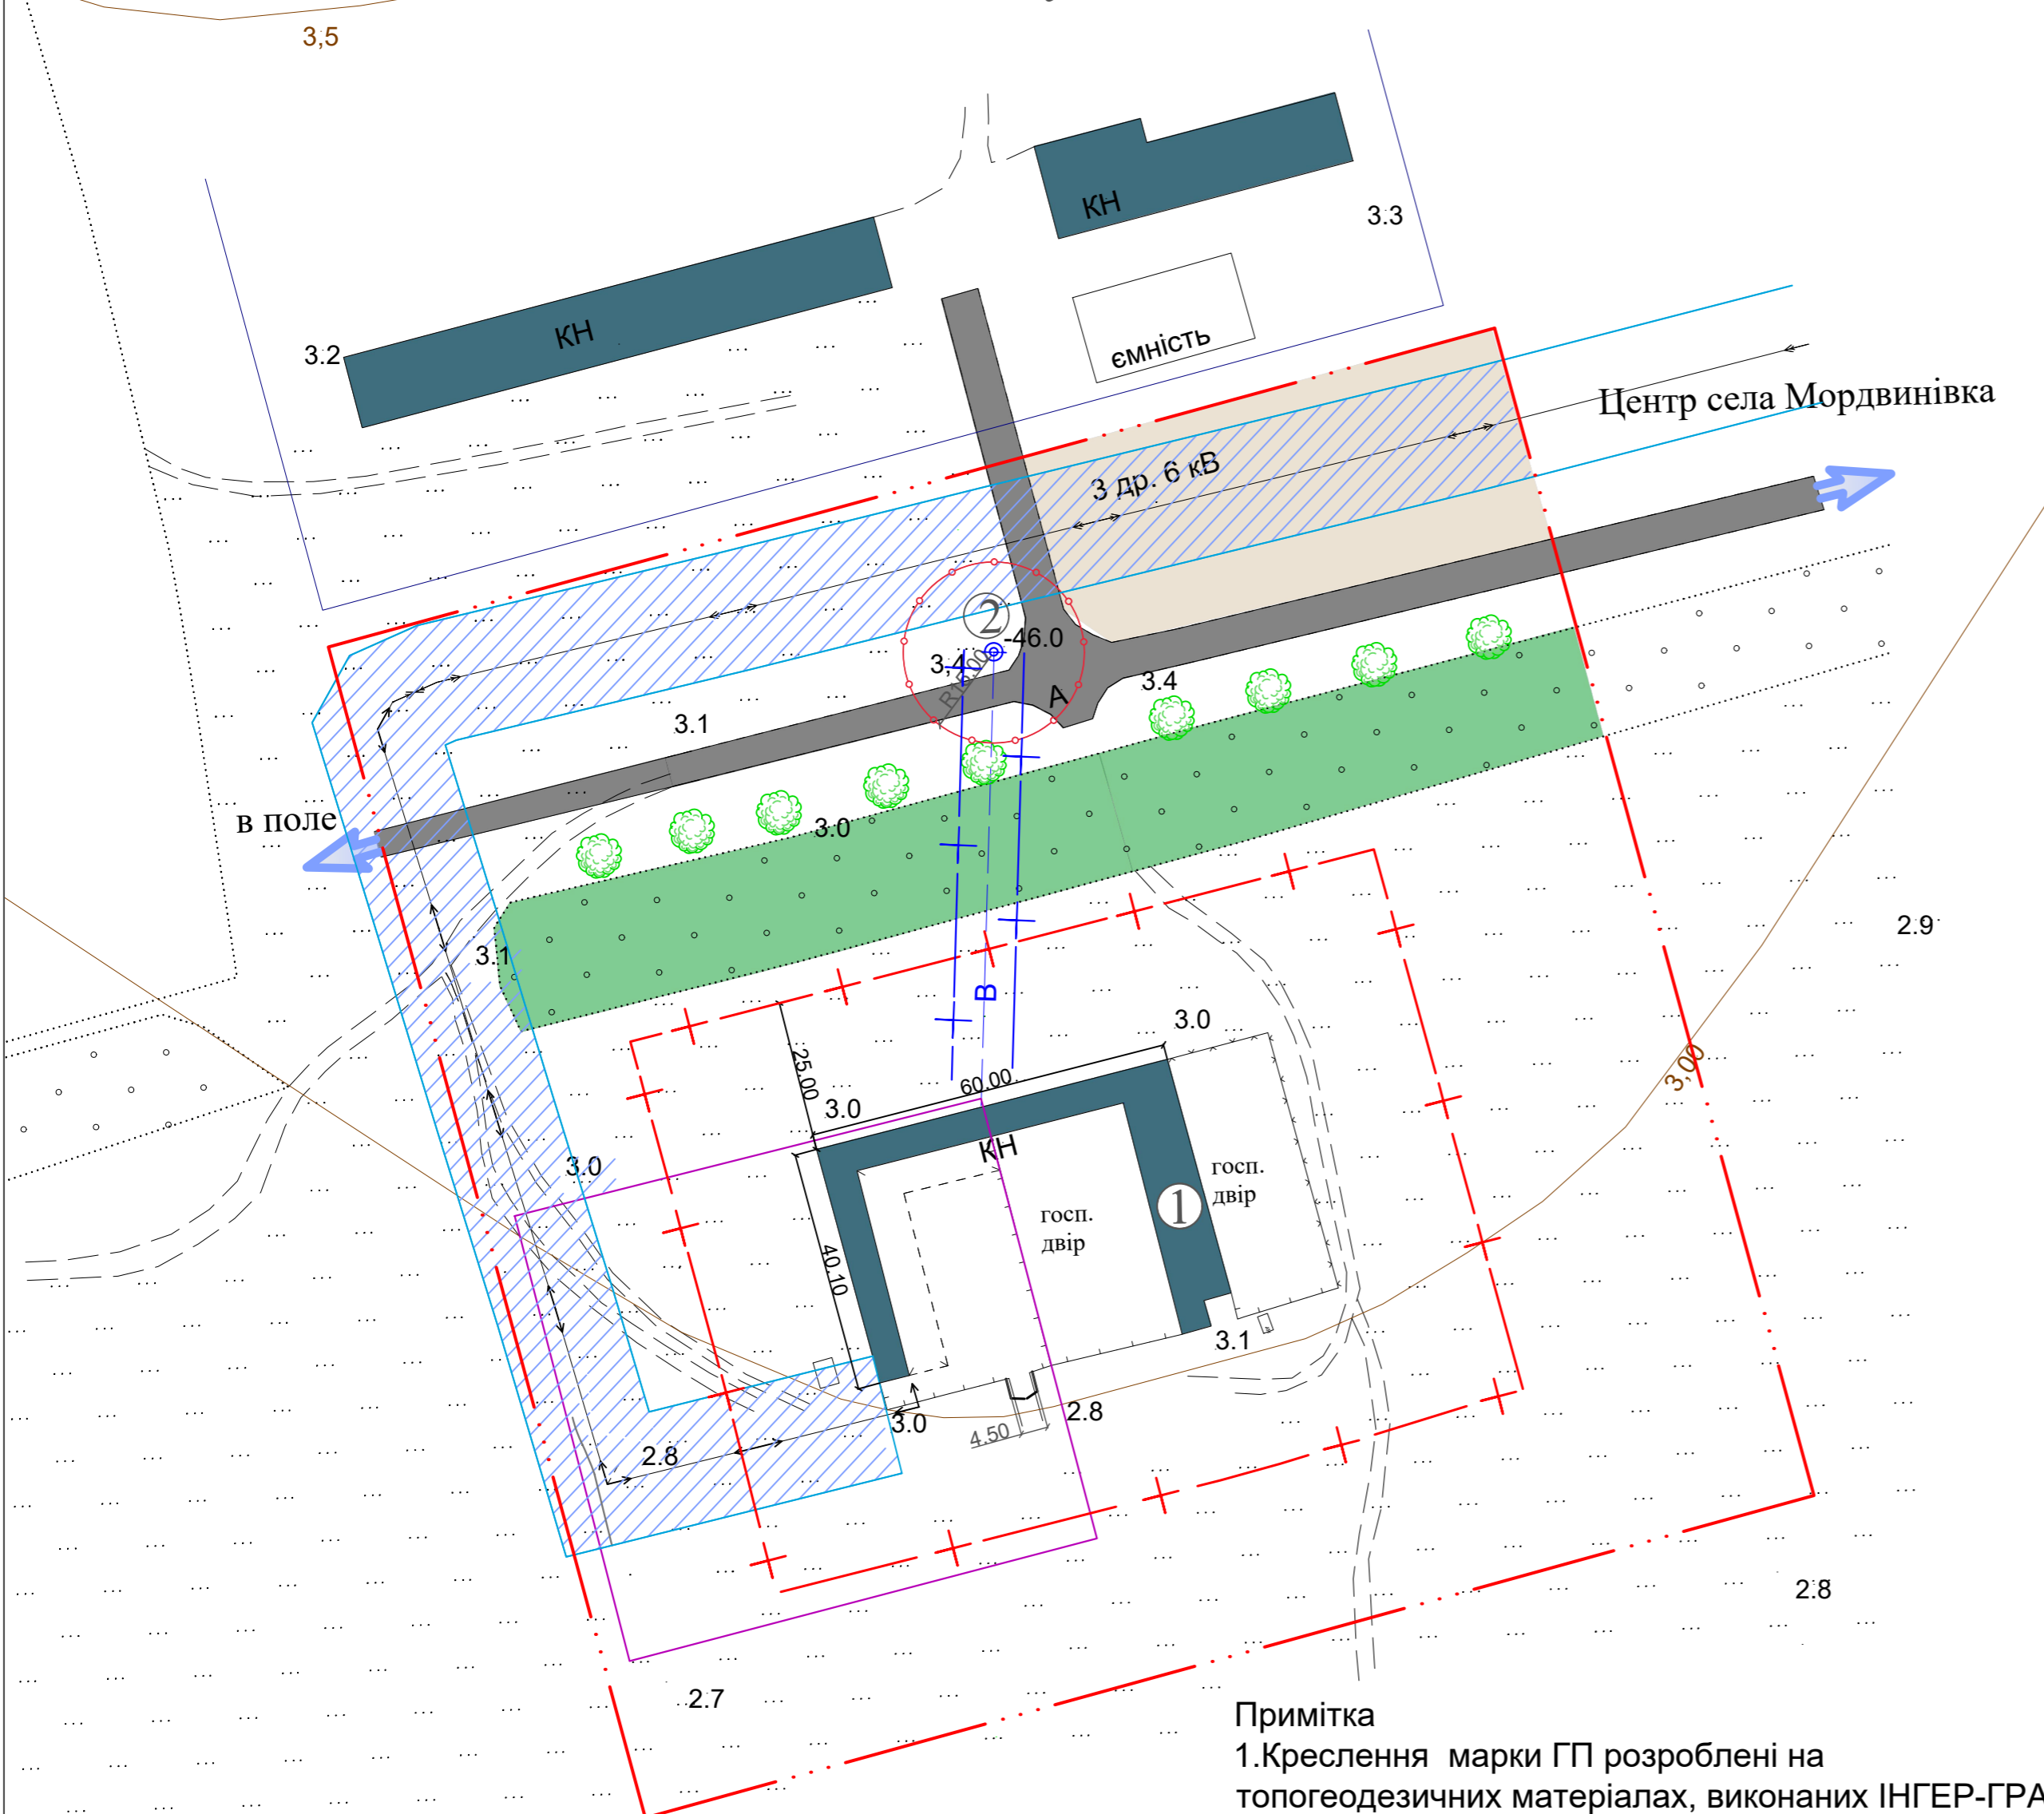 3,5
КН
3.3
КН
3.2
ємність
Центр села Мордвинівка
3 др. 6 кВ
2
-46.0
3,4
R15.00
А
3.4
3.1
в поле
3.0
3.1
2.9
В
3.0
25.00
60.00
3.0
3,00
КН
3.0
госп.
двір
1
госп.
двір
40.10
3.1
3.0
2.8
4.50
2.8
2.8
2.7
Примітка
1.Креслення марки ГП розроблені на
топогеодезичних матеріалах, виконаних ІНГЕР-ГРА